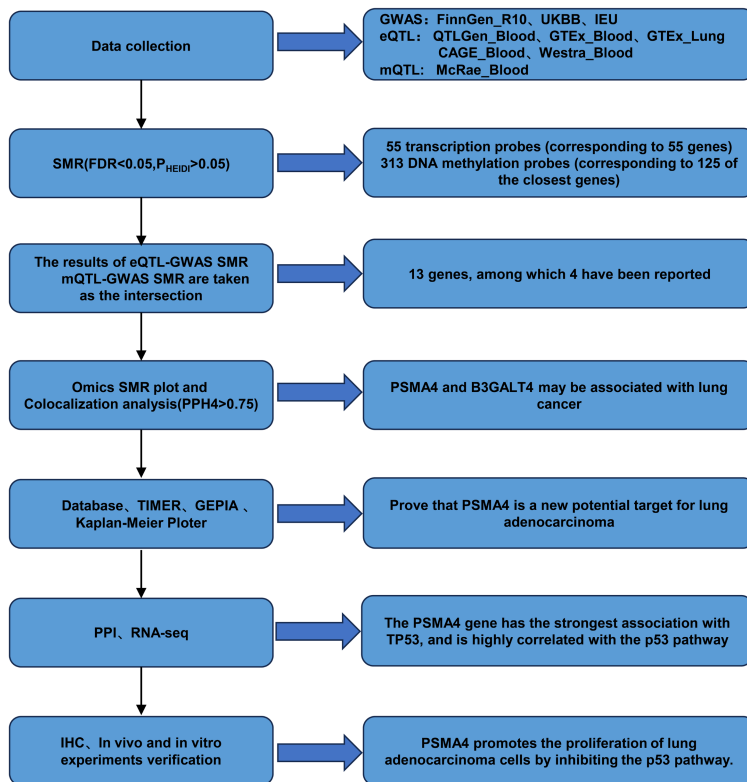 Data collection
GWAS：FinnGen_R10、UKBB、IEU
eQTL： QTLGen_Blood、GTEx_Blood、GTEx_Lung
CAGE_Blood、Westra_Blood
mQTL： McRae_Blood
SMR(FDR<0.05,PHEIDI>0.05)
55 transcription probes (corresponding to 55 genes)
313 DNA methylation probes (corresponding to 125 of
the closest genes)
The results of eQTL-GWAS SMR
mQTL-GWAS SMR are taken
as the intersection
13 genes, among which 4 have been reported
Omics SMR plot and
Colocalization analysis(PPH4>0.75)
PSMA4 and B3GALT4 may be associated with lung
cancer
Database、TIMER、GEPIA 、
Kaplan-Meier Ploter
Prove that PSMA4 is a new potential target for lung
adenocarcinoma
PPI、RNA-seq
The PSMA4 gene has the strongest association with
TP53, and is highly correlated with the p53 pathway
IHC、In vivo and in vitro
experiments verification
PSMA4 promotes the proliferation of lung
adenocarcinoma cells by inhibiting the p53 pathway.